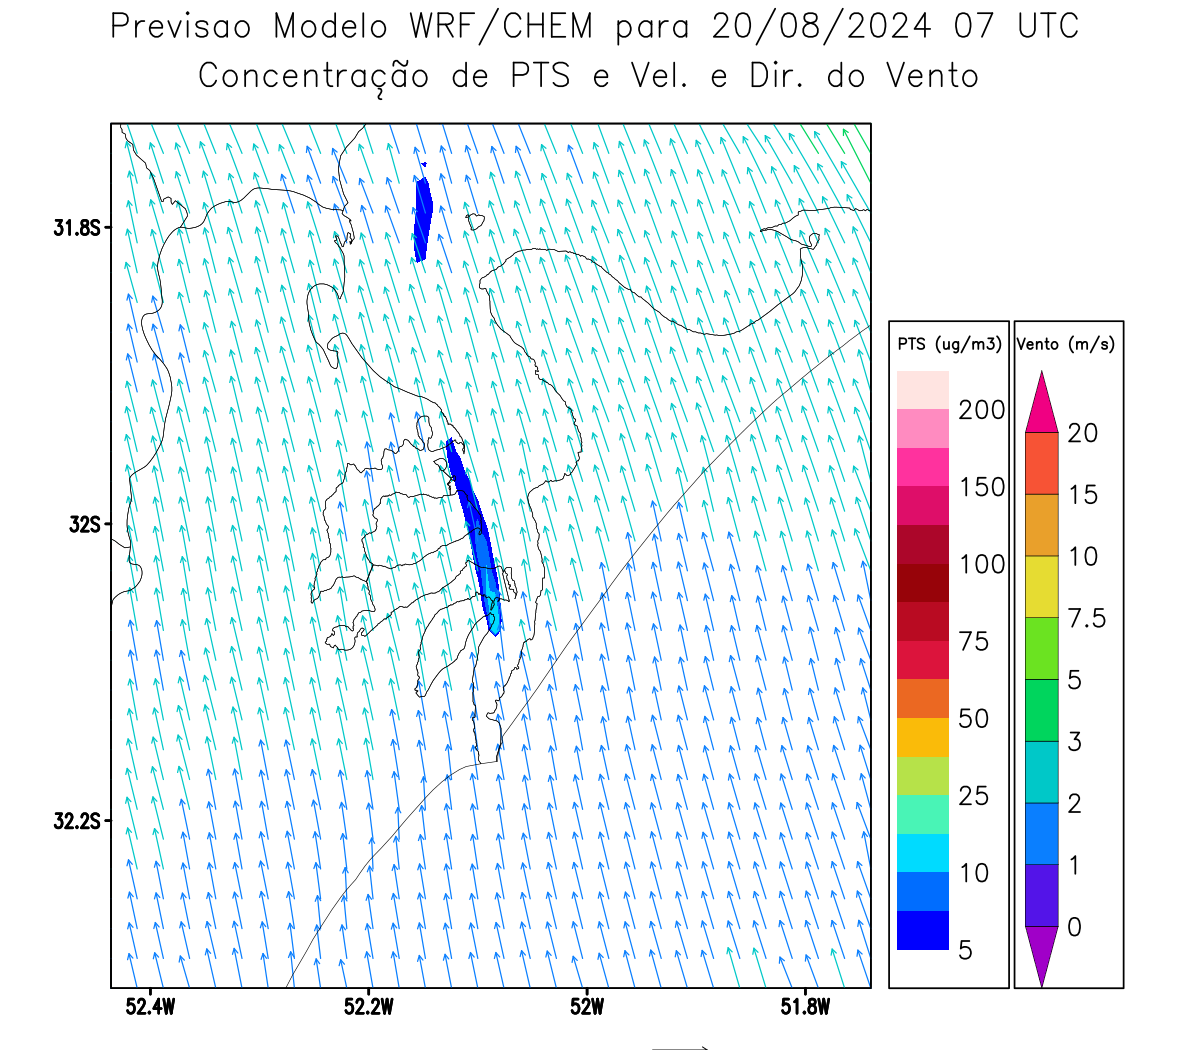 Previsao Modelo WRF/CHEM para 20/08/2024 07 UTC
Concentração de PTS e Vel. e Dir. do Vento
31.8S
32S
32.2S
52.4W
52.2W
52W
51.8W
PTS (ug/m3)
200
150
100
75
50
25
10
5
Vento (m/s)
20
15
10
7.5
5
3
2
1
0